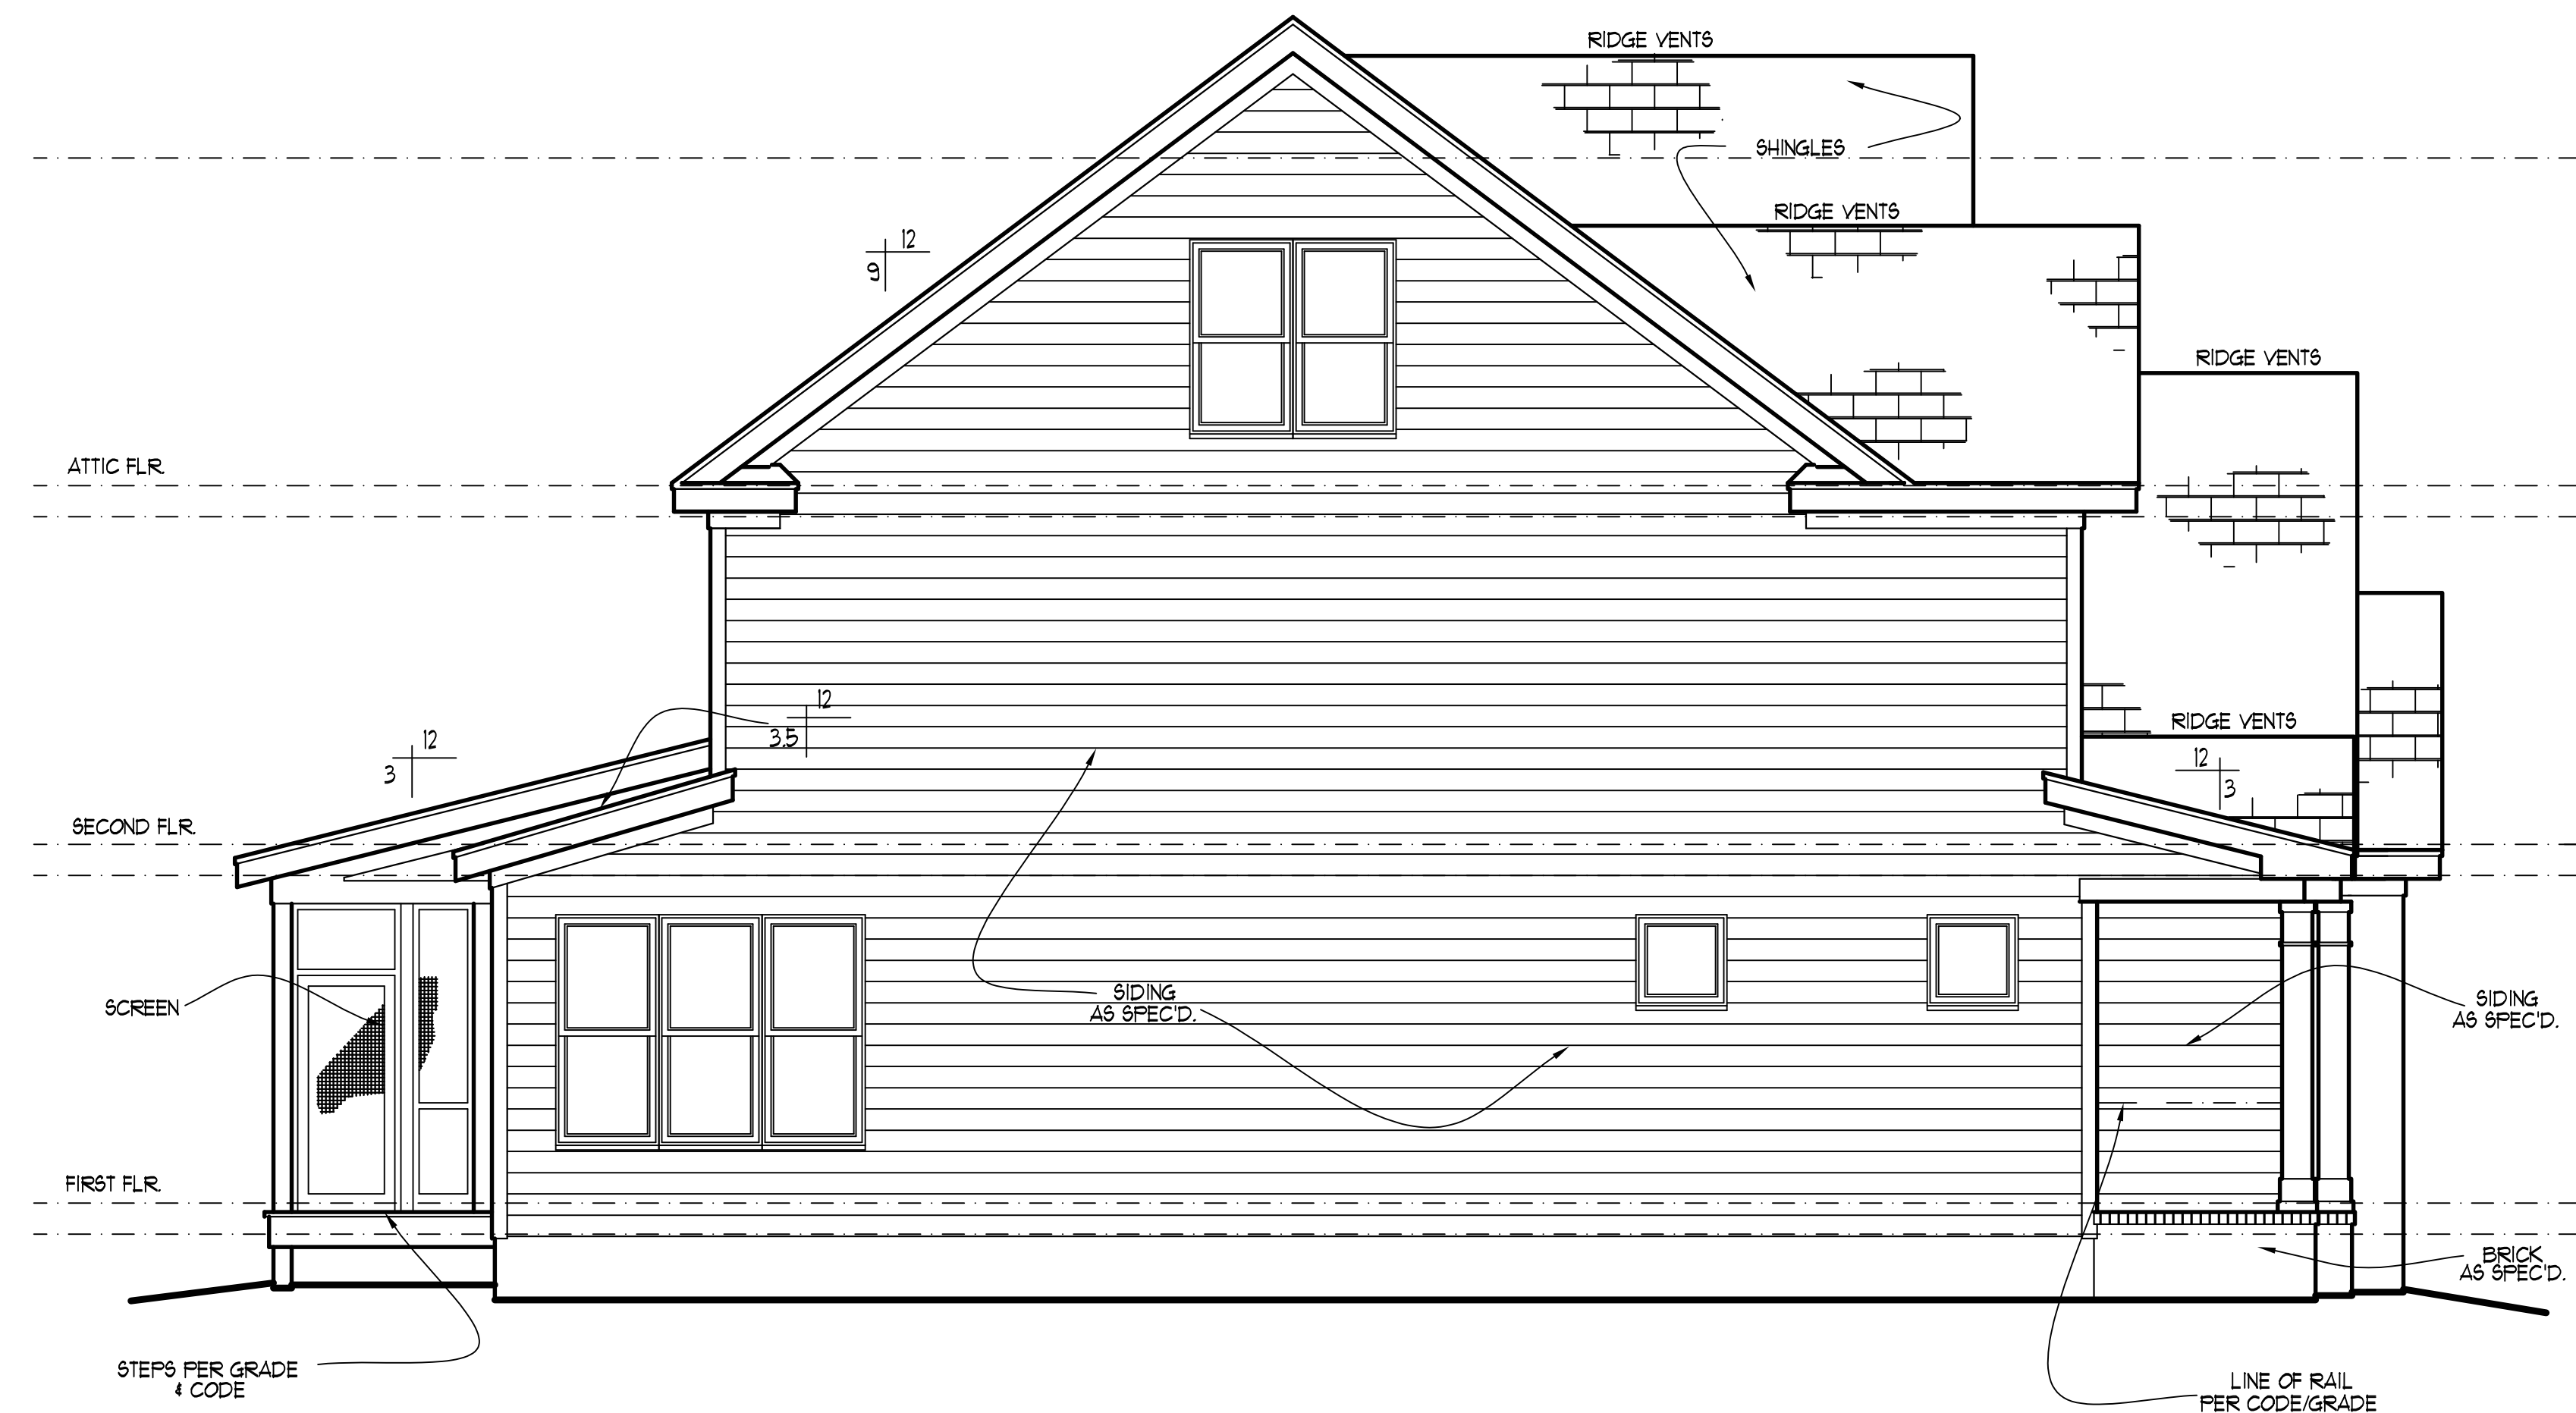 RIDGE VENTS
SHINGLES
RIDGE VENTS
12
9
RIDGE VENTS
ATTIC FLR.
12
3.5
RIDGE VENTS
12
3
12
3
SECOND FLR.
SCREEN
SIDING
AS SPEC'D.
SIDING
AS SPEC'D.
FIRST FLR.
BRICK
AS SPEC'D.
STEPS PER GRADE
& CODE
LINE OF RAIL
PER CODE/GRADE